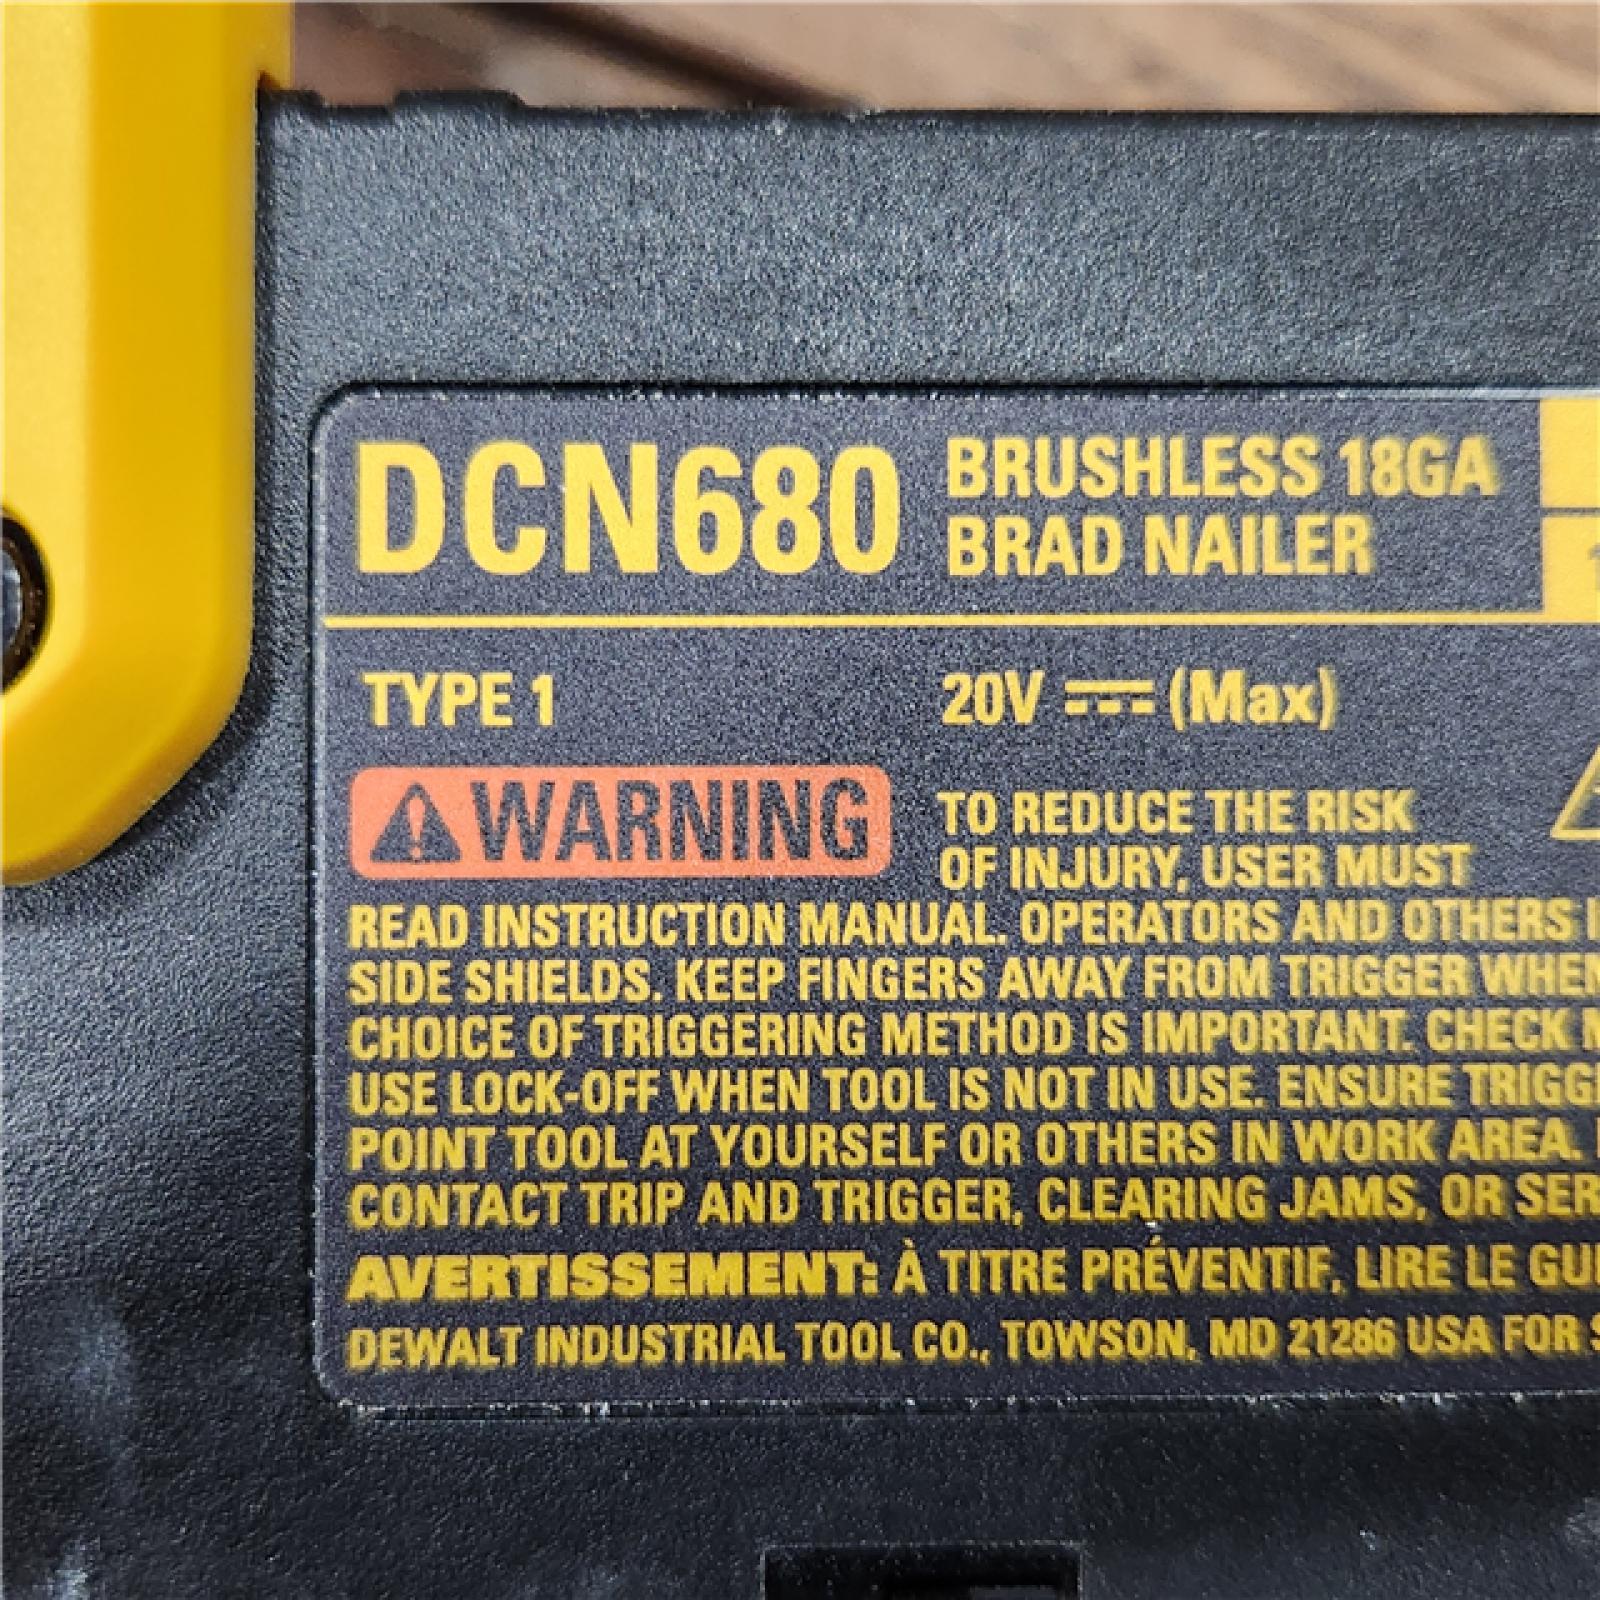 DCN680 BRUSHLESS 18GA
BRAD NAILER
TYPE 1 20V ⎓ (Max)
WARNING TO REDUCE THE RISK
OF INJURY, USER MUST
READ INSTRUCTION MANUAL. OPERATORS AND OTHERS
SIDE SHIELDS. KEEP FINGERS AWAY FROM TRIGGER WHEN
CHOICE OF TRIGGERING METHOD IS IMPORTANT. CHECK
USE LOCK-OFF WHEN TOOL IS NOT IN USE. ENSURE
POINT TOOL AT YOURSELF OR OTHERS IN WORK AREA.
CONTACT TRIP AND TRIGGER, CLEARING JAMS, OR
AVERTISSEMENT: À TITRE PRÉVENTIF, LIRE LE
DEWALT INDUSTRIAL TOOL CO., TOWSON, MD 21286 USA FOR